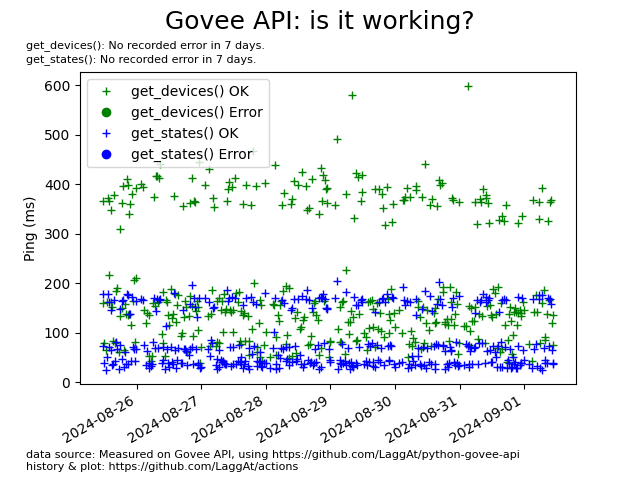 Govee API: is it working?
get_devices(): No recorded error in 7 days.
get_states(): No recorded error in 7 days.
get_devices() OK
get_devices() Error
get_states() OK
get_states() Error
Ping (ms)
600
500
400
300
200
100
0
2024-08-26
2024-08-27
2024-08-28
2024-08-29
2024-08-30
2024-08-31
2024-09-01
data source: Measured on Govee API, using https://github.com/LaggAt/python-govee-api
history & plot: https://github.com/LaggAt/actions